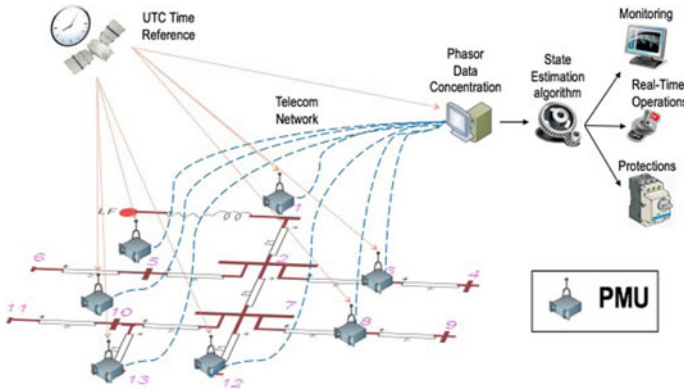 UTC Time
Reference
Telecom
Network
Phasor
Data
Concentration
State
Estimation
algorithm
Monitoring
Real-Time
Operations
Protections
LF
1
2
3
4
5
6
7
8
9
10
11
12
13
PMU